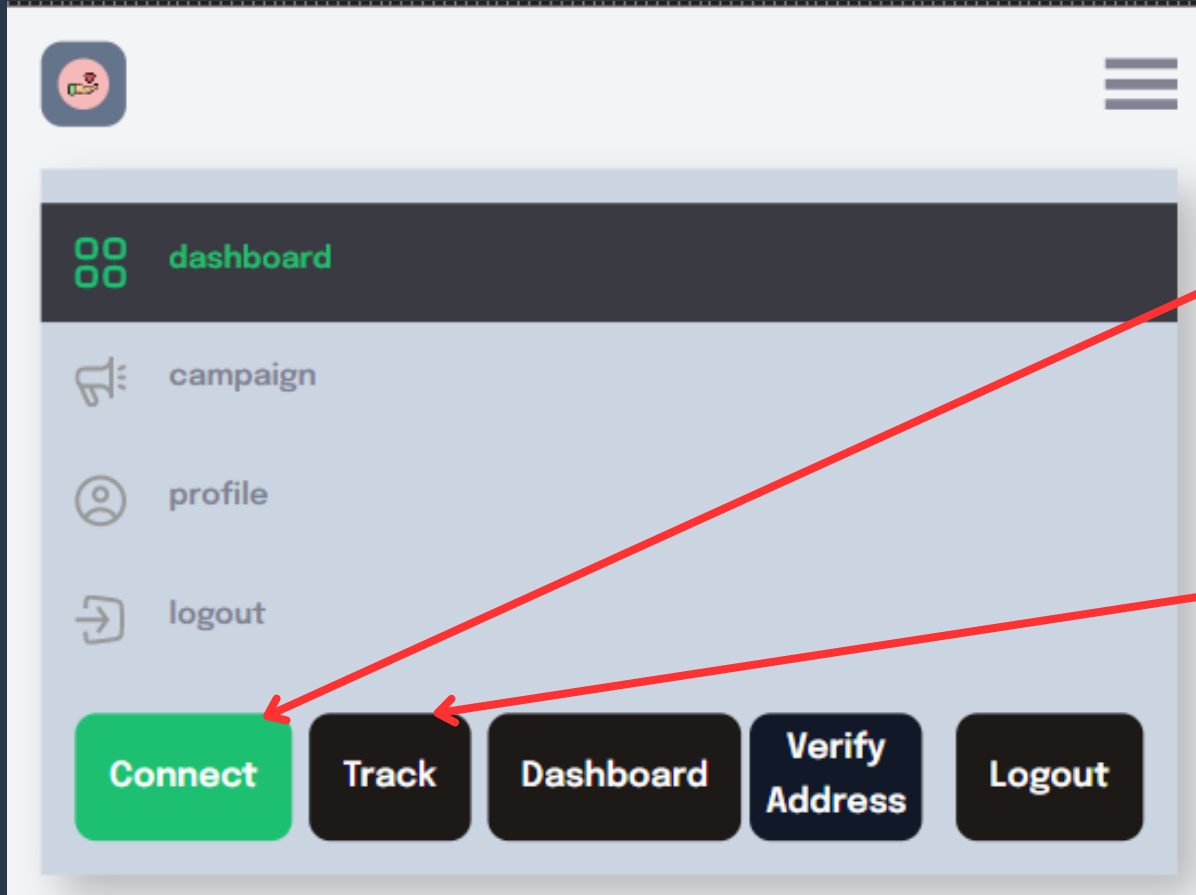 dashboard
campaign
profile
logout
Connect
Track
Dashboard
Verify
Address
Logout